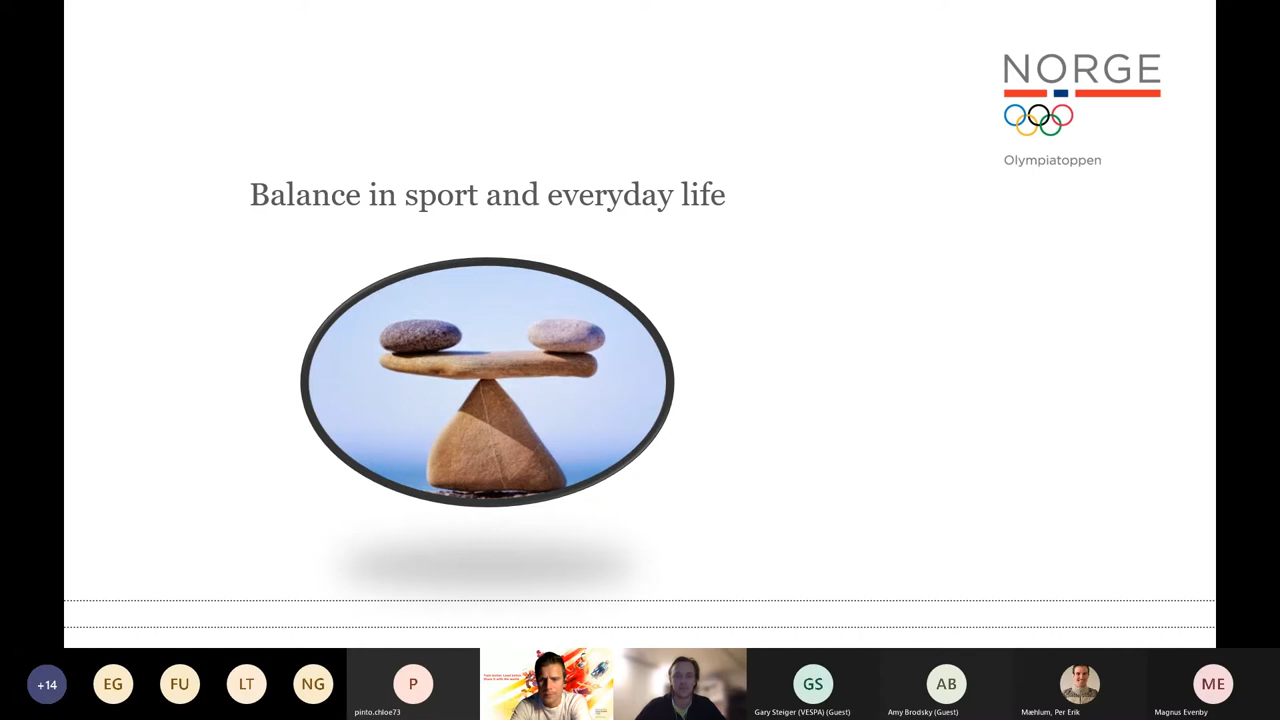 NORGE
Olympiatoppen
Balance in sport and everyday life
+14
EG
FU
LT
NG
P
pinto.chloe73
GS
Gary Steiger (VESPA) (Guest)
AB
Amy Brodsky (Guest)
Mæhlum, Per Erik
ME
Magnus Evenby